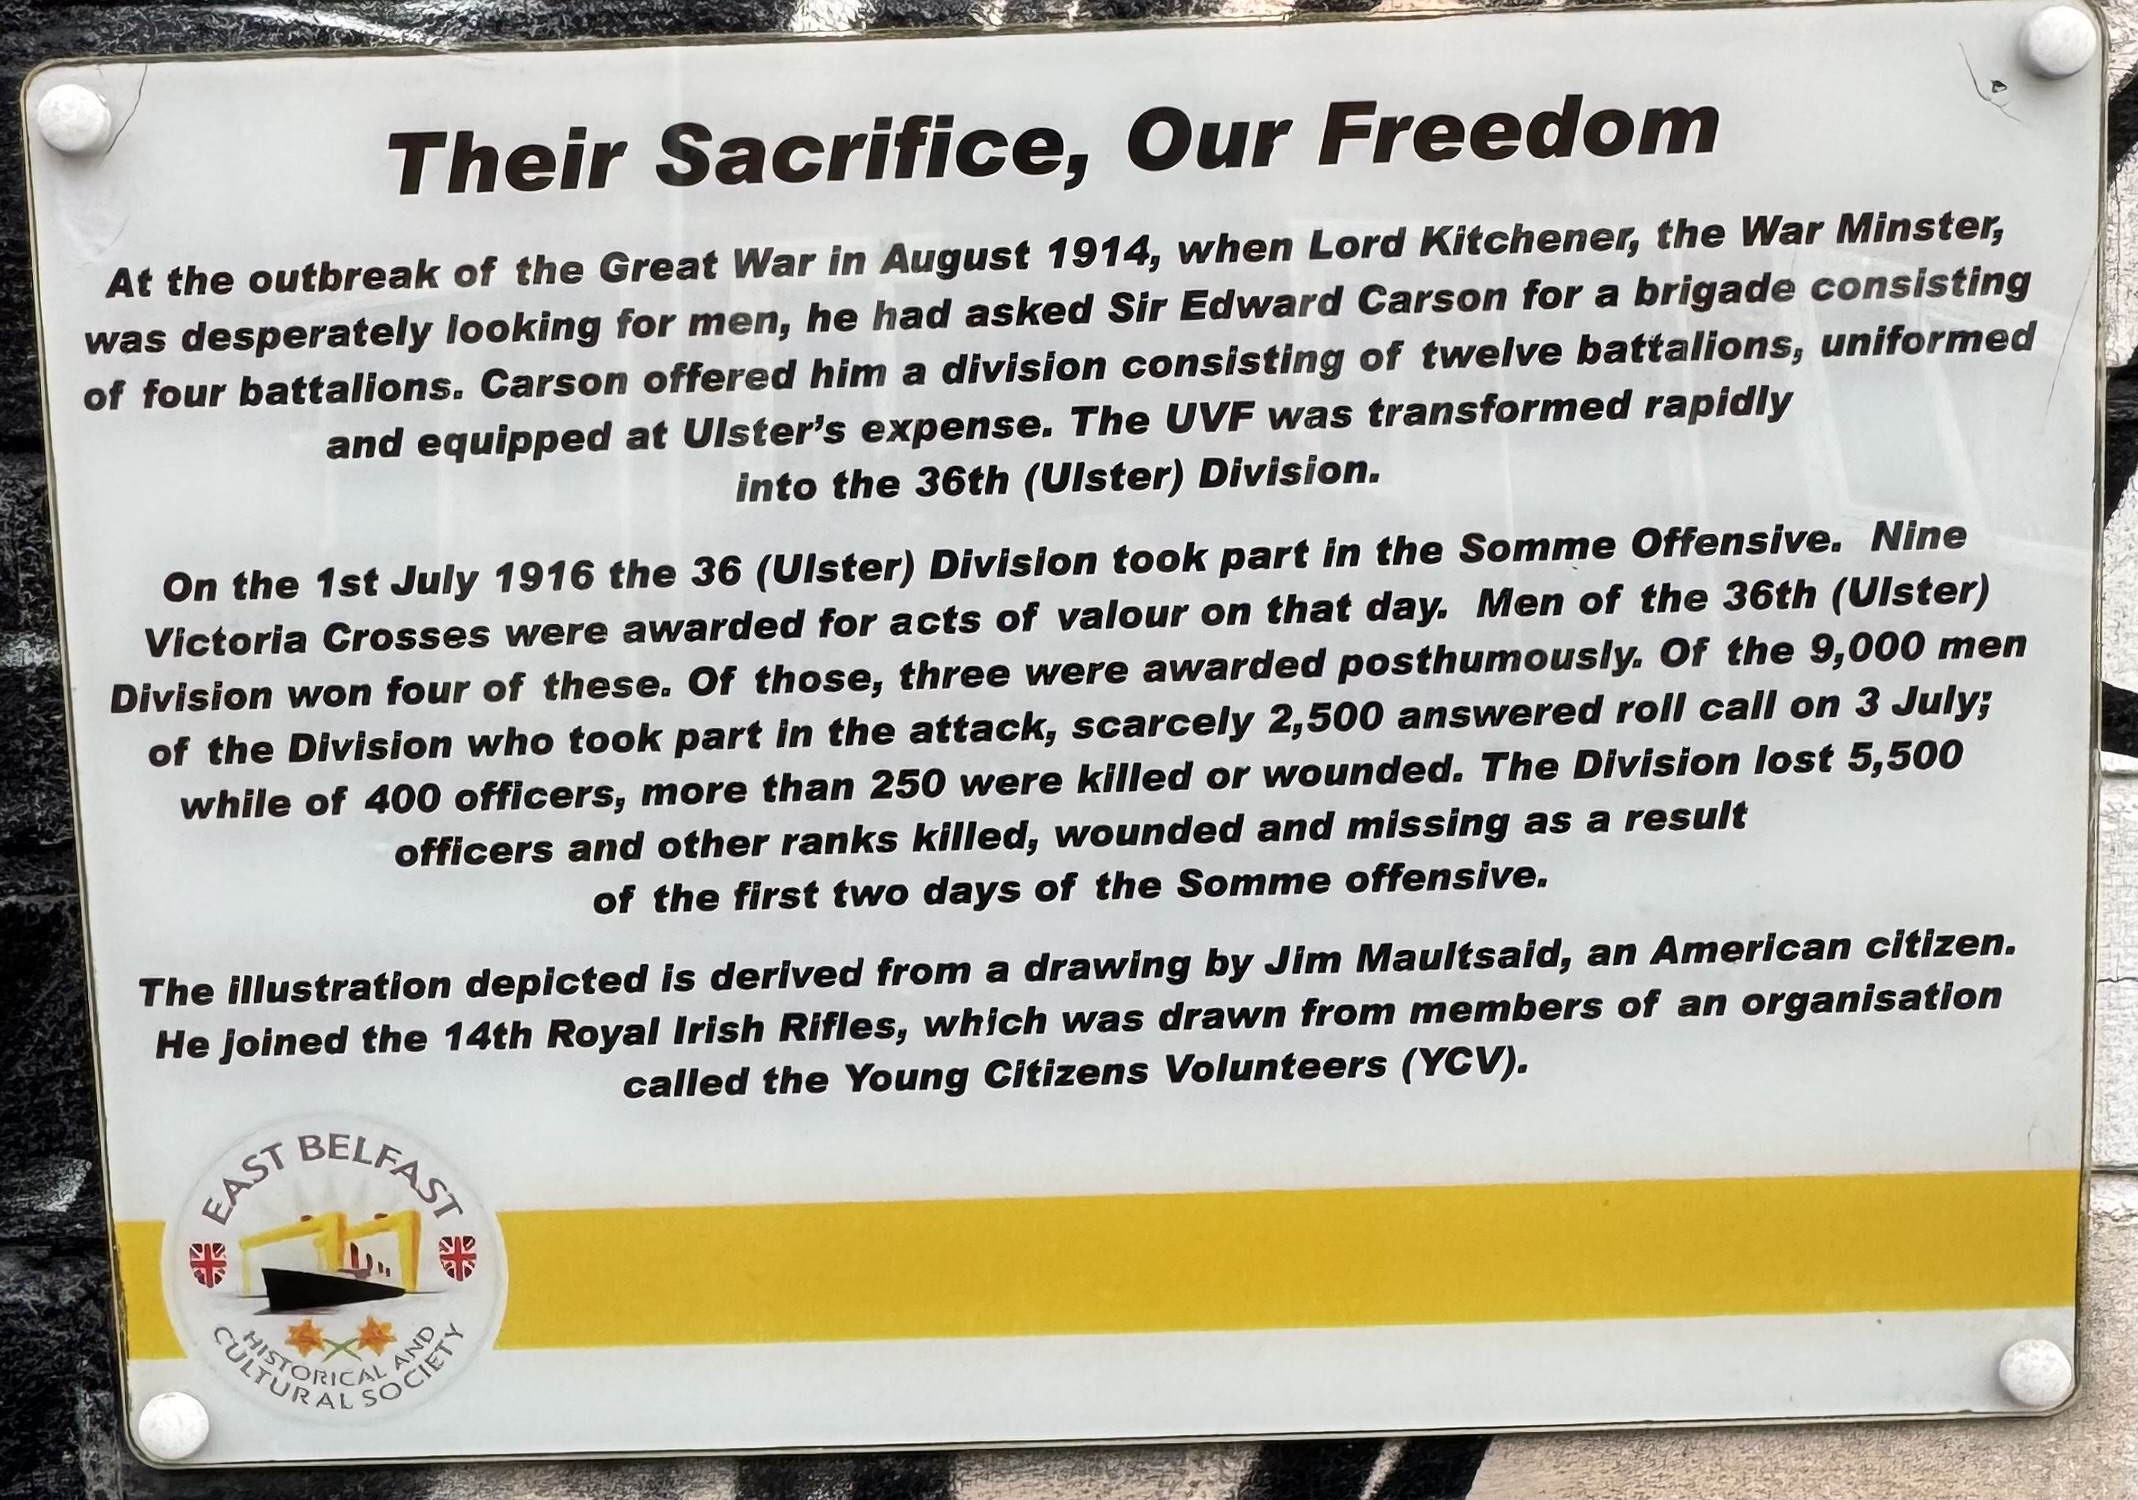 Their Sacrifice, Our Freedom
At the outbreak of the Great War in August 1914, when Lord Kitchener, the War Minster,
was desperately looking for men, he had asked Sir Edward Carson for a brigade consisting
of four battalions. Carson offered him a division consisting of twelve battalions, uniformed
and equipped at Ulster's expense. The UVF was transformed rapidly
into the 36th (Ulster) Division.
On the 1st July 1916 the 36 (Ulster) Division took part in the Somme Offensive. Nine
Victoria Crosses were awarded for acts of valour on that day. Men of the 36th (Ulster)
Division won four of these. Of those, three were awarded posthumously. Of the 9,000 men
of the Division who took part in the attack, scarcely 2,500 answered roll call on 3 July;
while of 400 officers, more than 250 were killed or wounded. The Division lost 5,500
officers and other ranks killed, wounded and missing as a result
of the first two days of the Somme offensive.
The illustration depicted is derived from a drawing by Jim Maultsaid, an American citizen.
He joined the 14th Royal Irish Rifles, which was drawn from members of an organisation
called the Young Citizens Volunteers (YCV).
EAST BELFAST
HISTORICAL AND
CULTURAL SOCIETY